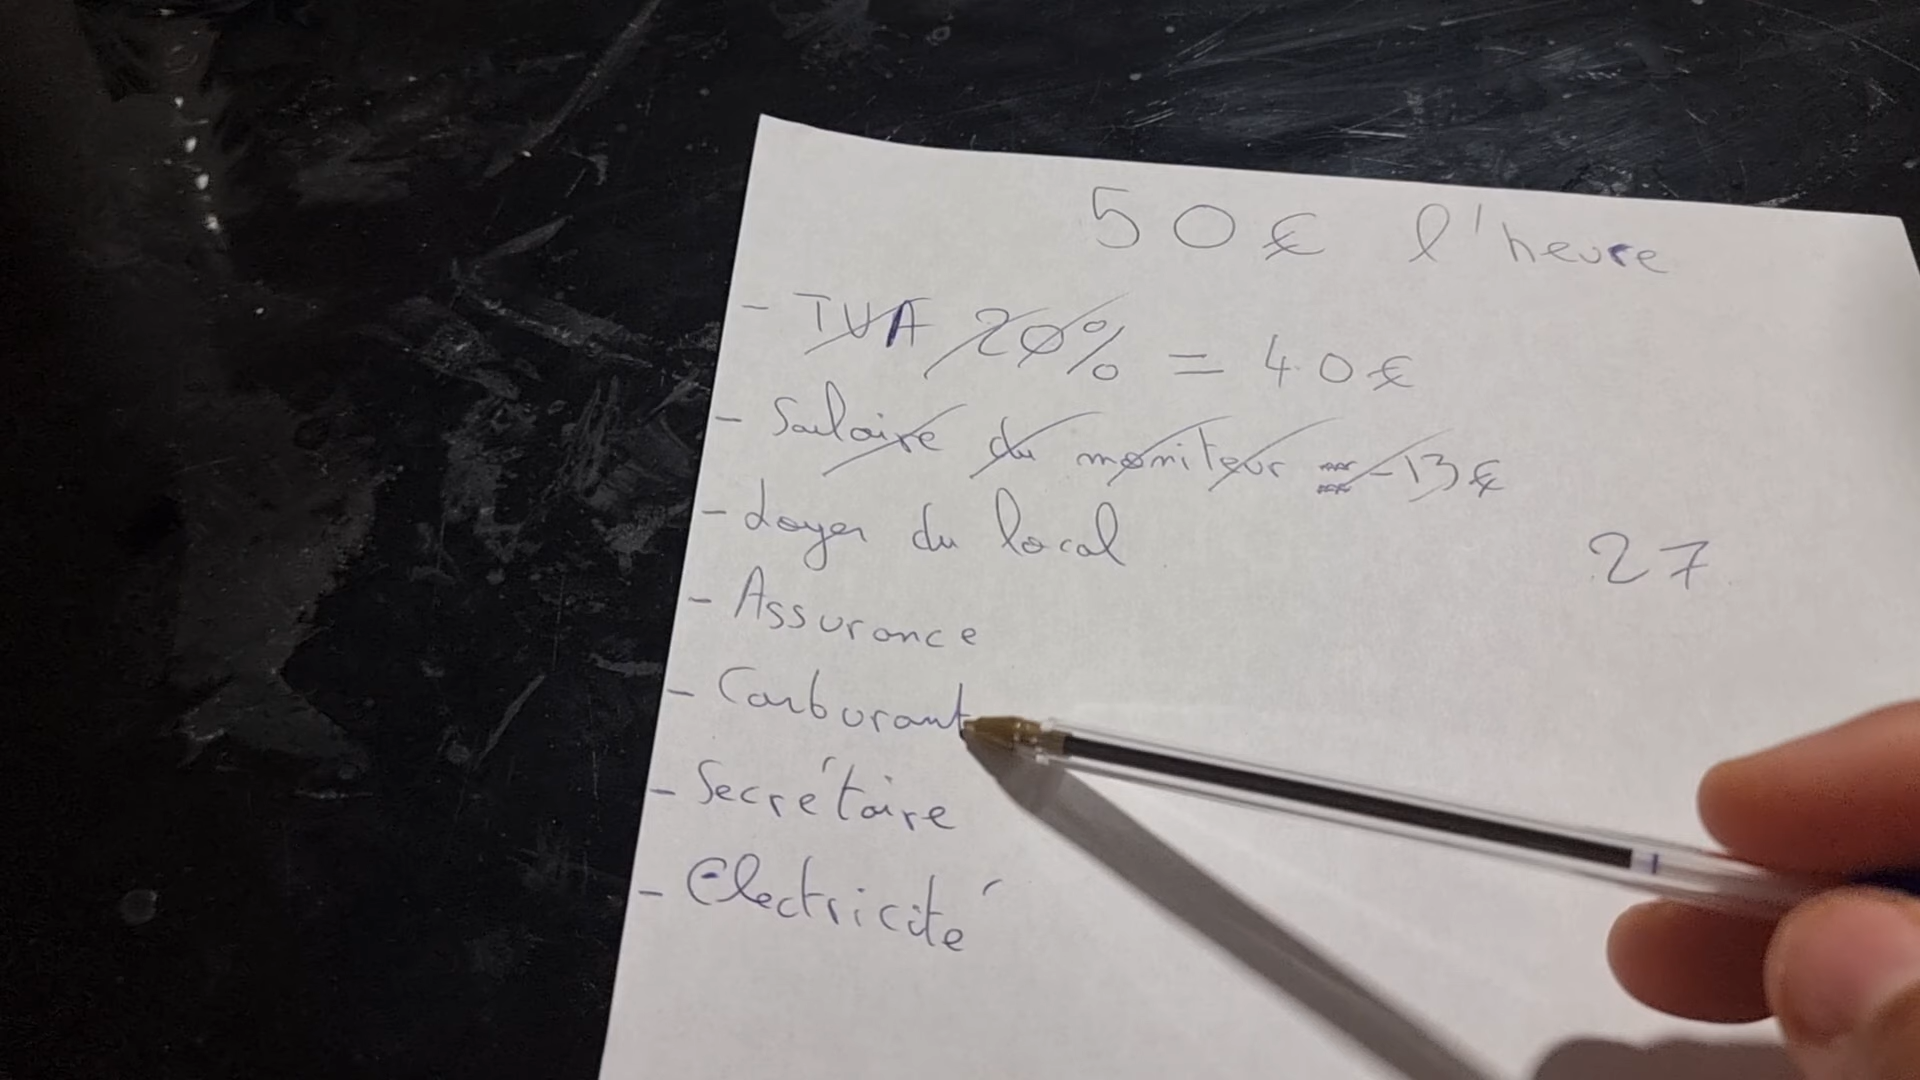 50€ l'heure
- TVA 20% = 40€
- Salaire du moniteur = -13€
- Loyer du local
27
- Assurance
- Carburant
- Secrétaire
- Electricité